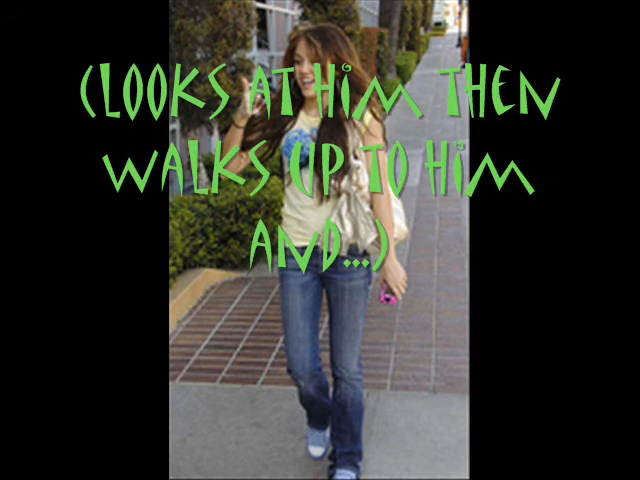 (LOOKS AT HIM THEN
WALKS UP TO HIM
AND...)